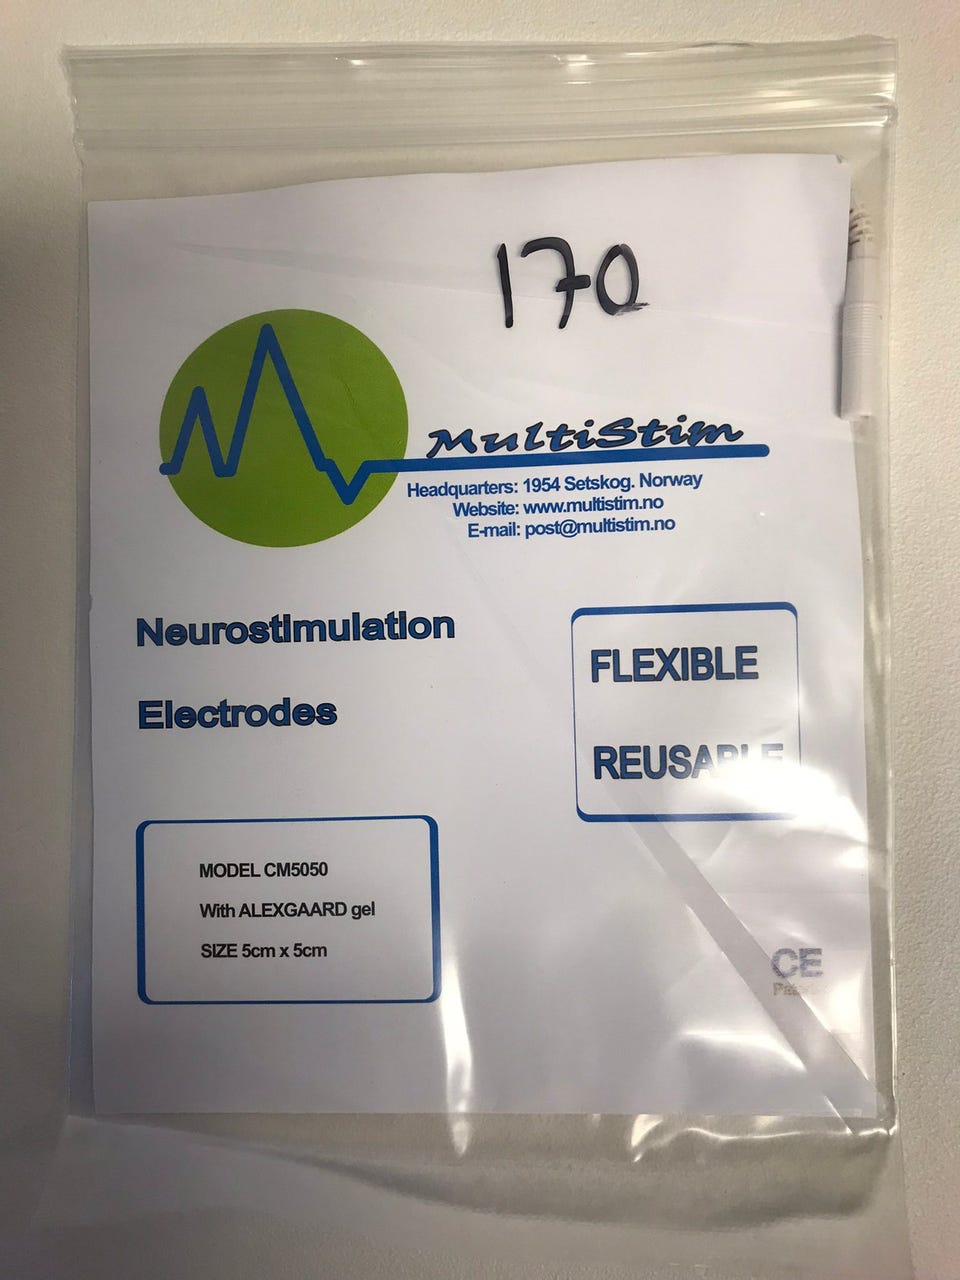 170
MultiStim
Headquarters: 1954 Setskog. Norway
Website: www.multistim.no
E-mail: post@multistim.no
Neurostimulation
Electrodes
FLEXIBLE
REUSABLE
MODEL CM5050
With ALEXGAARD gel
SIZE 5cm x 5cm
CE